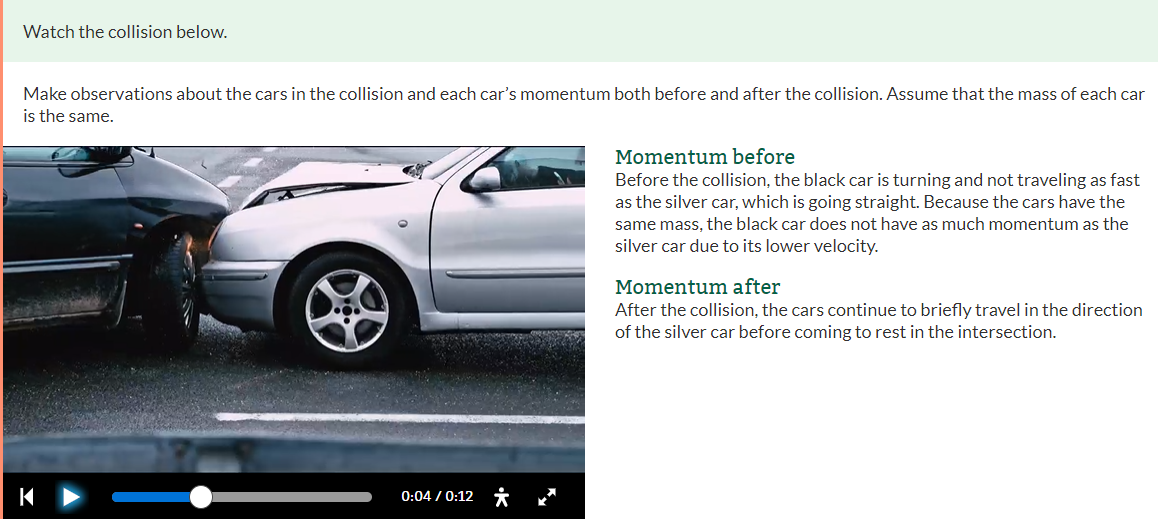 Watch the collision below.
Make observations about the cars in the collision and each car's momentum both before and after the collision. Assume that the mass of each car
is the same.
Momentum before
Before the collision, the black car is turning and not traveling as fast
as the silver car, which is going straight. Because the cars have the
same mass, the black car does not have as much momentum as the
silver car due to its lower velocity.
Momentum after
After the collision, the cars continue to briefly travel in the direction
of the silver car before coming to rest in the intersection.
0:04 / 0:12